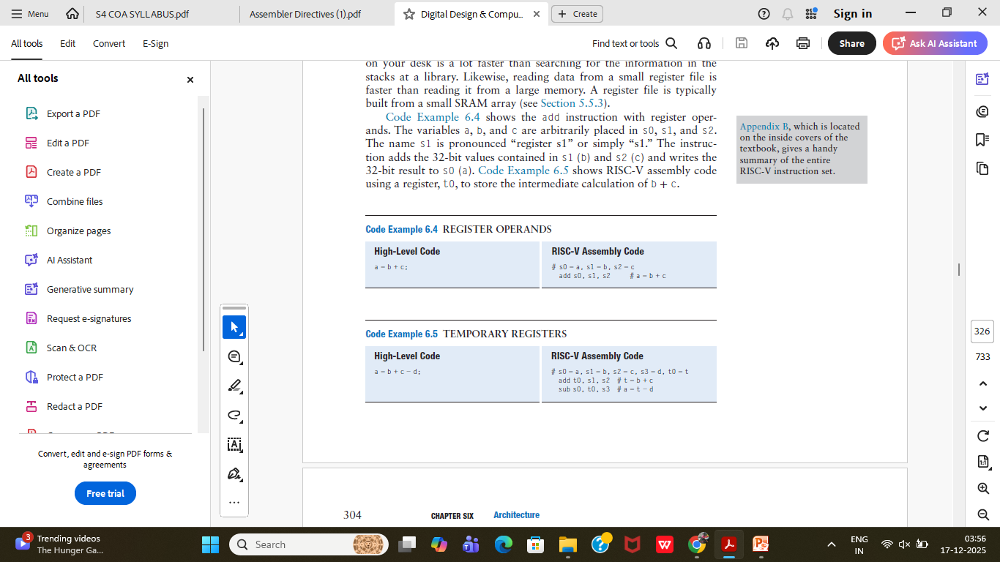 Menu
S4 COA SYLLABUS.pdf
Assembler Directives (1).pdf
Digital Design & Compu...
Create
Sign in
All tools
Edit
Convert
E-Sign
Find text or tools
Share
Ask AI Assistant
All tools
Export a PDF
Edit a PDF
Create a PDF
Combine files
Organize pages
AI Assistant
Generative summary
Request e-signatures
Scan & OCR
Protect a PDF
Redact a PDF
Convert, edit and e-sign PDF forms &
agreements
Free trial
on your desk is a lot faster than searching for the information in the
stacks at a library. Likewise, reading data from a small register file is
faster than reading it from a large memory. A register file is typically
built from a small SRAM array (see Section 5.5.3).
Code Example 6.4 shows the add instruction with register oper-
ands. The variables a, b, and c are arbitrarily placed in s0, s1, and s2.
The name s1 is pronounced “register s1” or simply “s1.” The instruc-
tion adds the 32-bit values contained in s1 (b) and s2 (c) and writes the
32-bit result to s0 (a). Code Example 6.5 shows RISC-V assembly code
using a register, t0, to store the intermediate calculation of b + c.
Appendix B, which is located
on the inside covers of the
textbook, gives a handy
summary of the entire
RISC-V instruction set.
Code Example 6.4 REGISTER OPERANDS
High-Level Code
a = b + c;
RISC-V Assembly Code
# s0 = a, s1 = b, s2 = c
add s0, s1, s2 # a = b + c
Code Example 6.5 TEMPORARY REGISTERS
High-Level Code
a = b + c − d;
RISC-V Assembly Code
# s0 = a, s1 = b, s2 = c, s3 = d, t0 = t
add t0, s1, s2 # t = b + c
sub s0, t0, s3 # a = t − d
304 CHAPTER SIX Architecture
326
733
3
Trending videos
The Hunger Ga...
Search
ENG
IN
03:56
17-12-2025